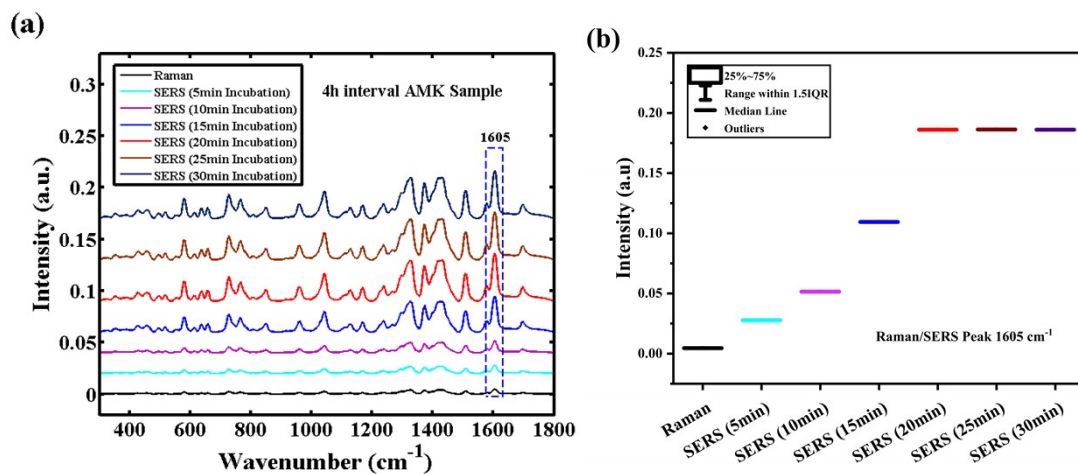 (a)
0.3
0.25
0.2
0.15
0.1
0.05
0
Intensity (a.u.)
Raman
SERS (5min Incubation)
SERS (10min Incubation)
SERS (15min Incubation)
SERS (20min Incubation)
SERS (25min Incubation)
SERS (30min Incubation)
4h interval AMK Sample
1605
400 600 800 1000 1200 1400 1600 1800
Wavenumber (cm⁻¹)
(b)
0.25
0.20
0.15
0.10
0.05
0.00
Intensity (a.u)
25%~75%
Range within 1.5IQR
Median Line
Outliers
Raman/SERS Peak 1605 cm⁻¹
Raman
SERS (5min)
SERS (10min)
SERS (15min)
SERS (20min)
SERS (25min)
SERS (30min)